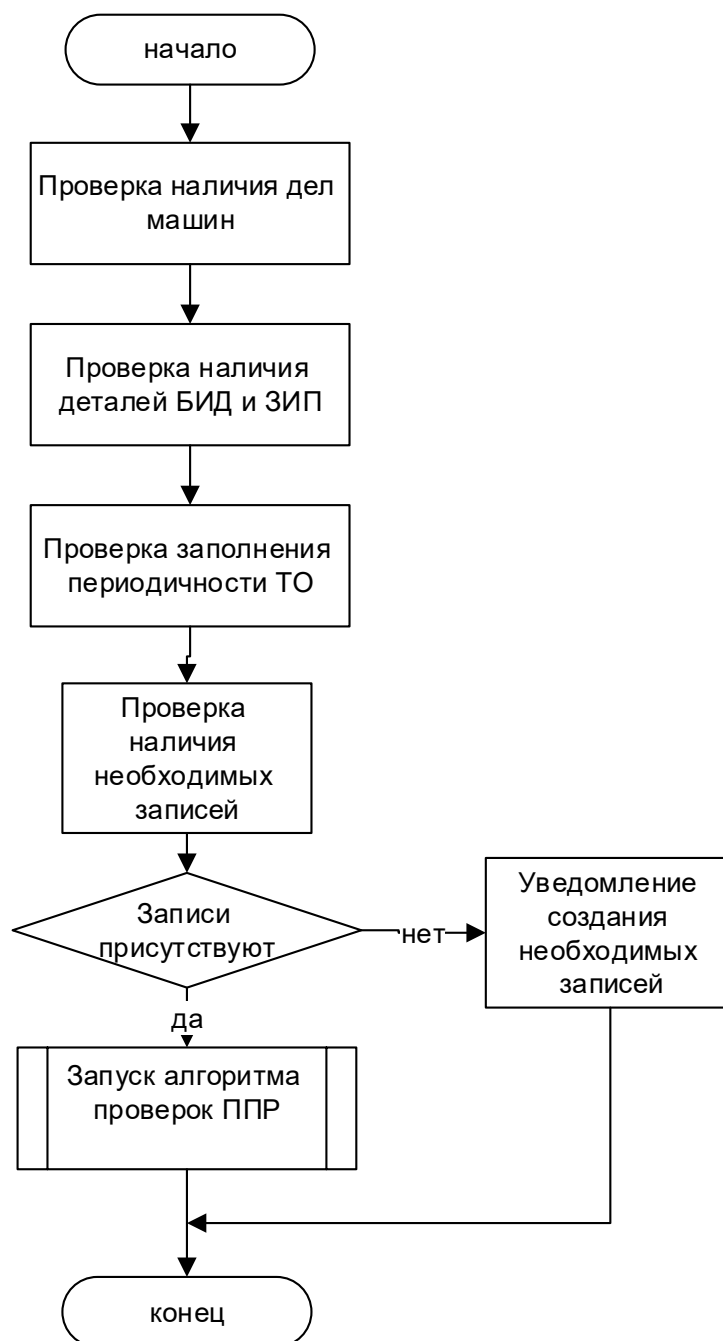 начало
Проверка наличия дел
машин
Проверка наличия
деталей БИД и ЗИП
Проверка заполнения
периодичности ТО
Проверка
наличия
необходимых
записей
Записи
присутствуют
нет
Уведомление
создания
необходимых
записей
да
Запуск алгоритма
проверок ППР
конец